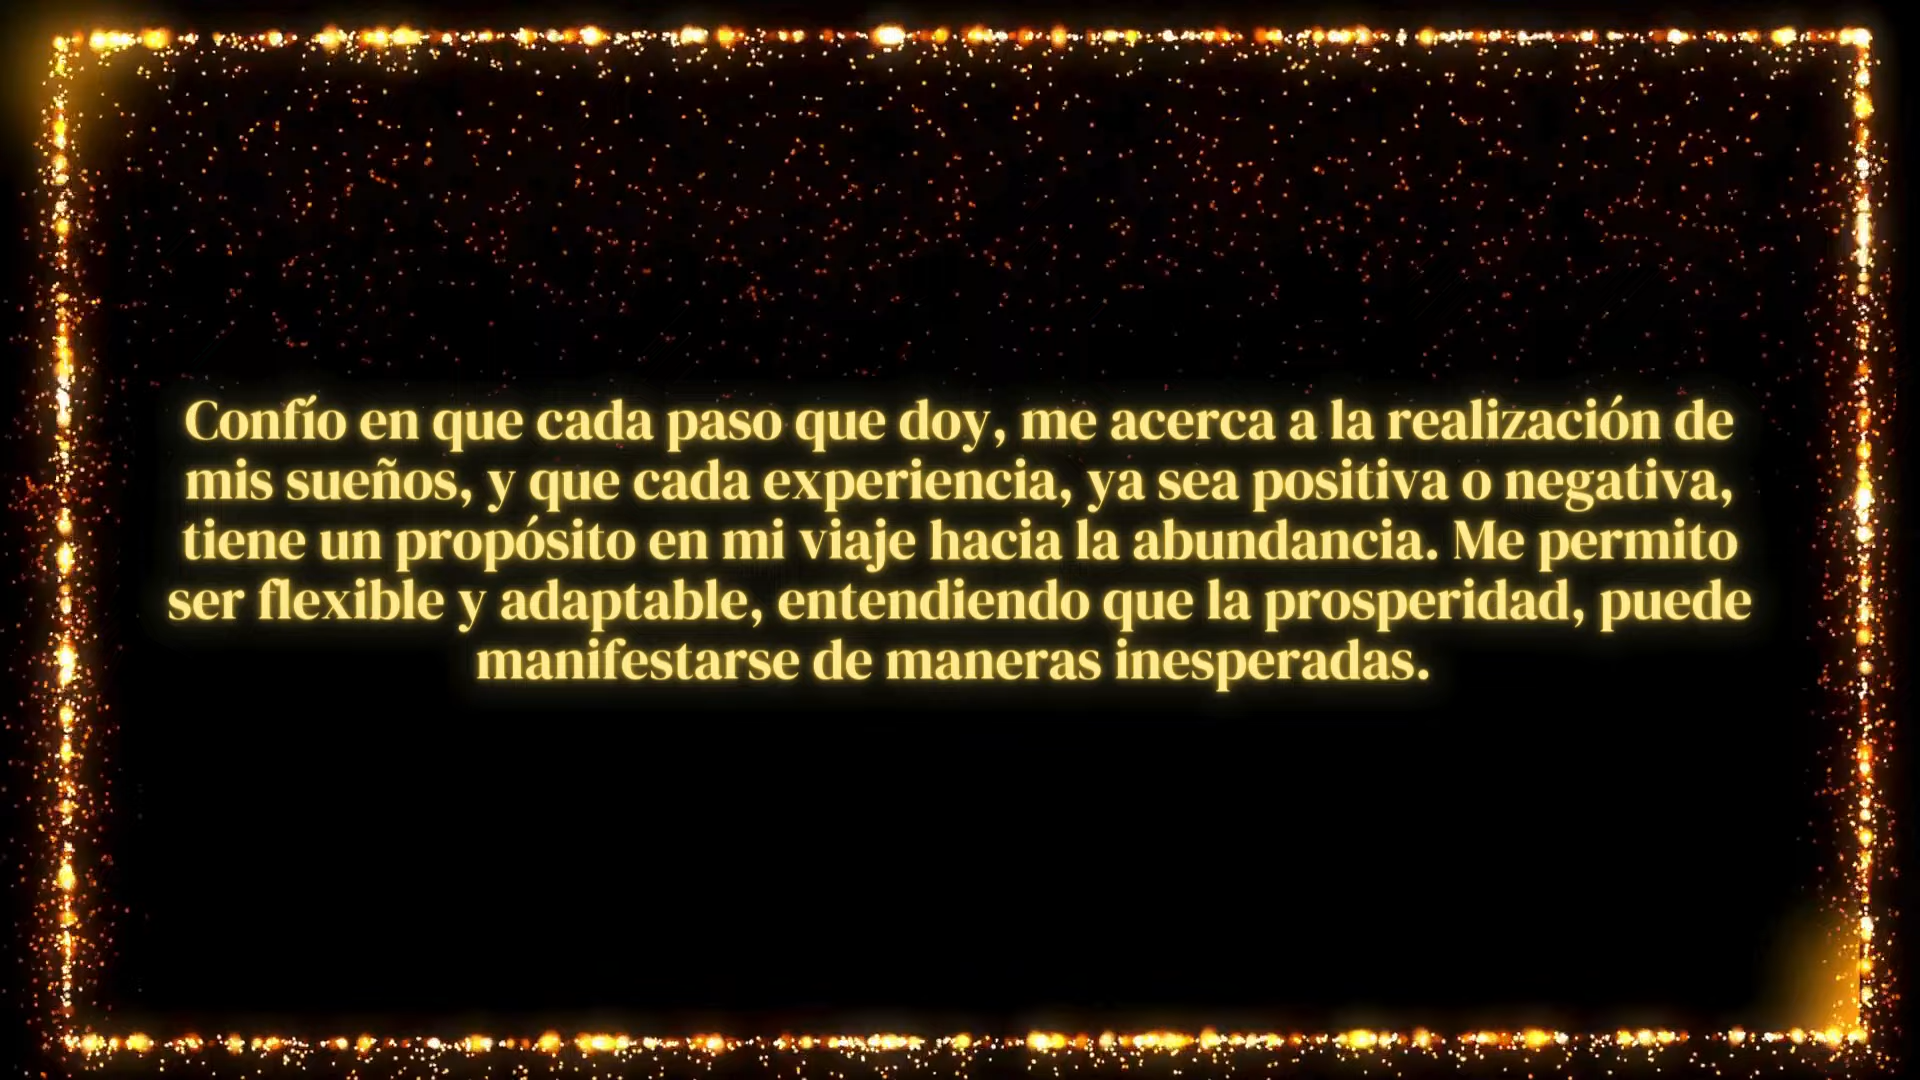 Confío en que cada paso que doy, me acerca a la realización de
mis sueños, y que cada experiencia, ya sea positiva o negativa,
tiene un propósito en mi viaje hacia la abundancia. Me permito
ser flexible y adaptable, entendiendo que la prosperidad, puede
manifestarse de maneras inesperadas.